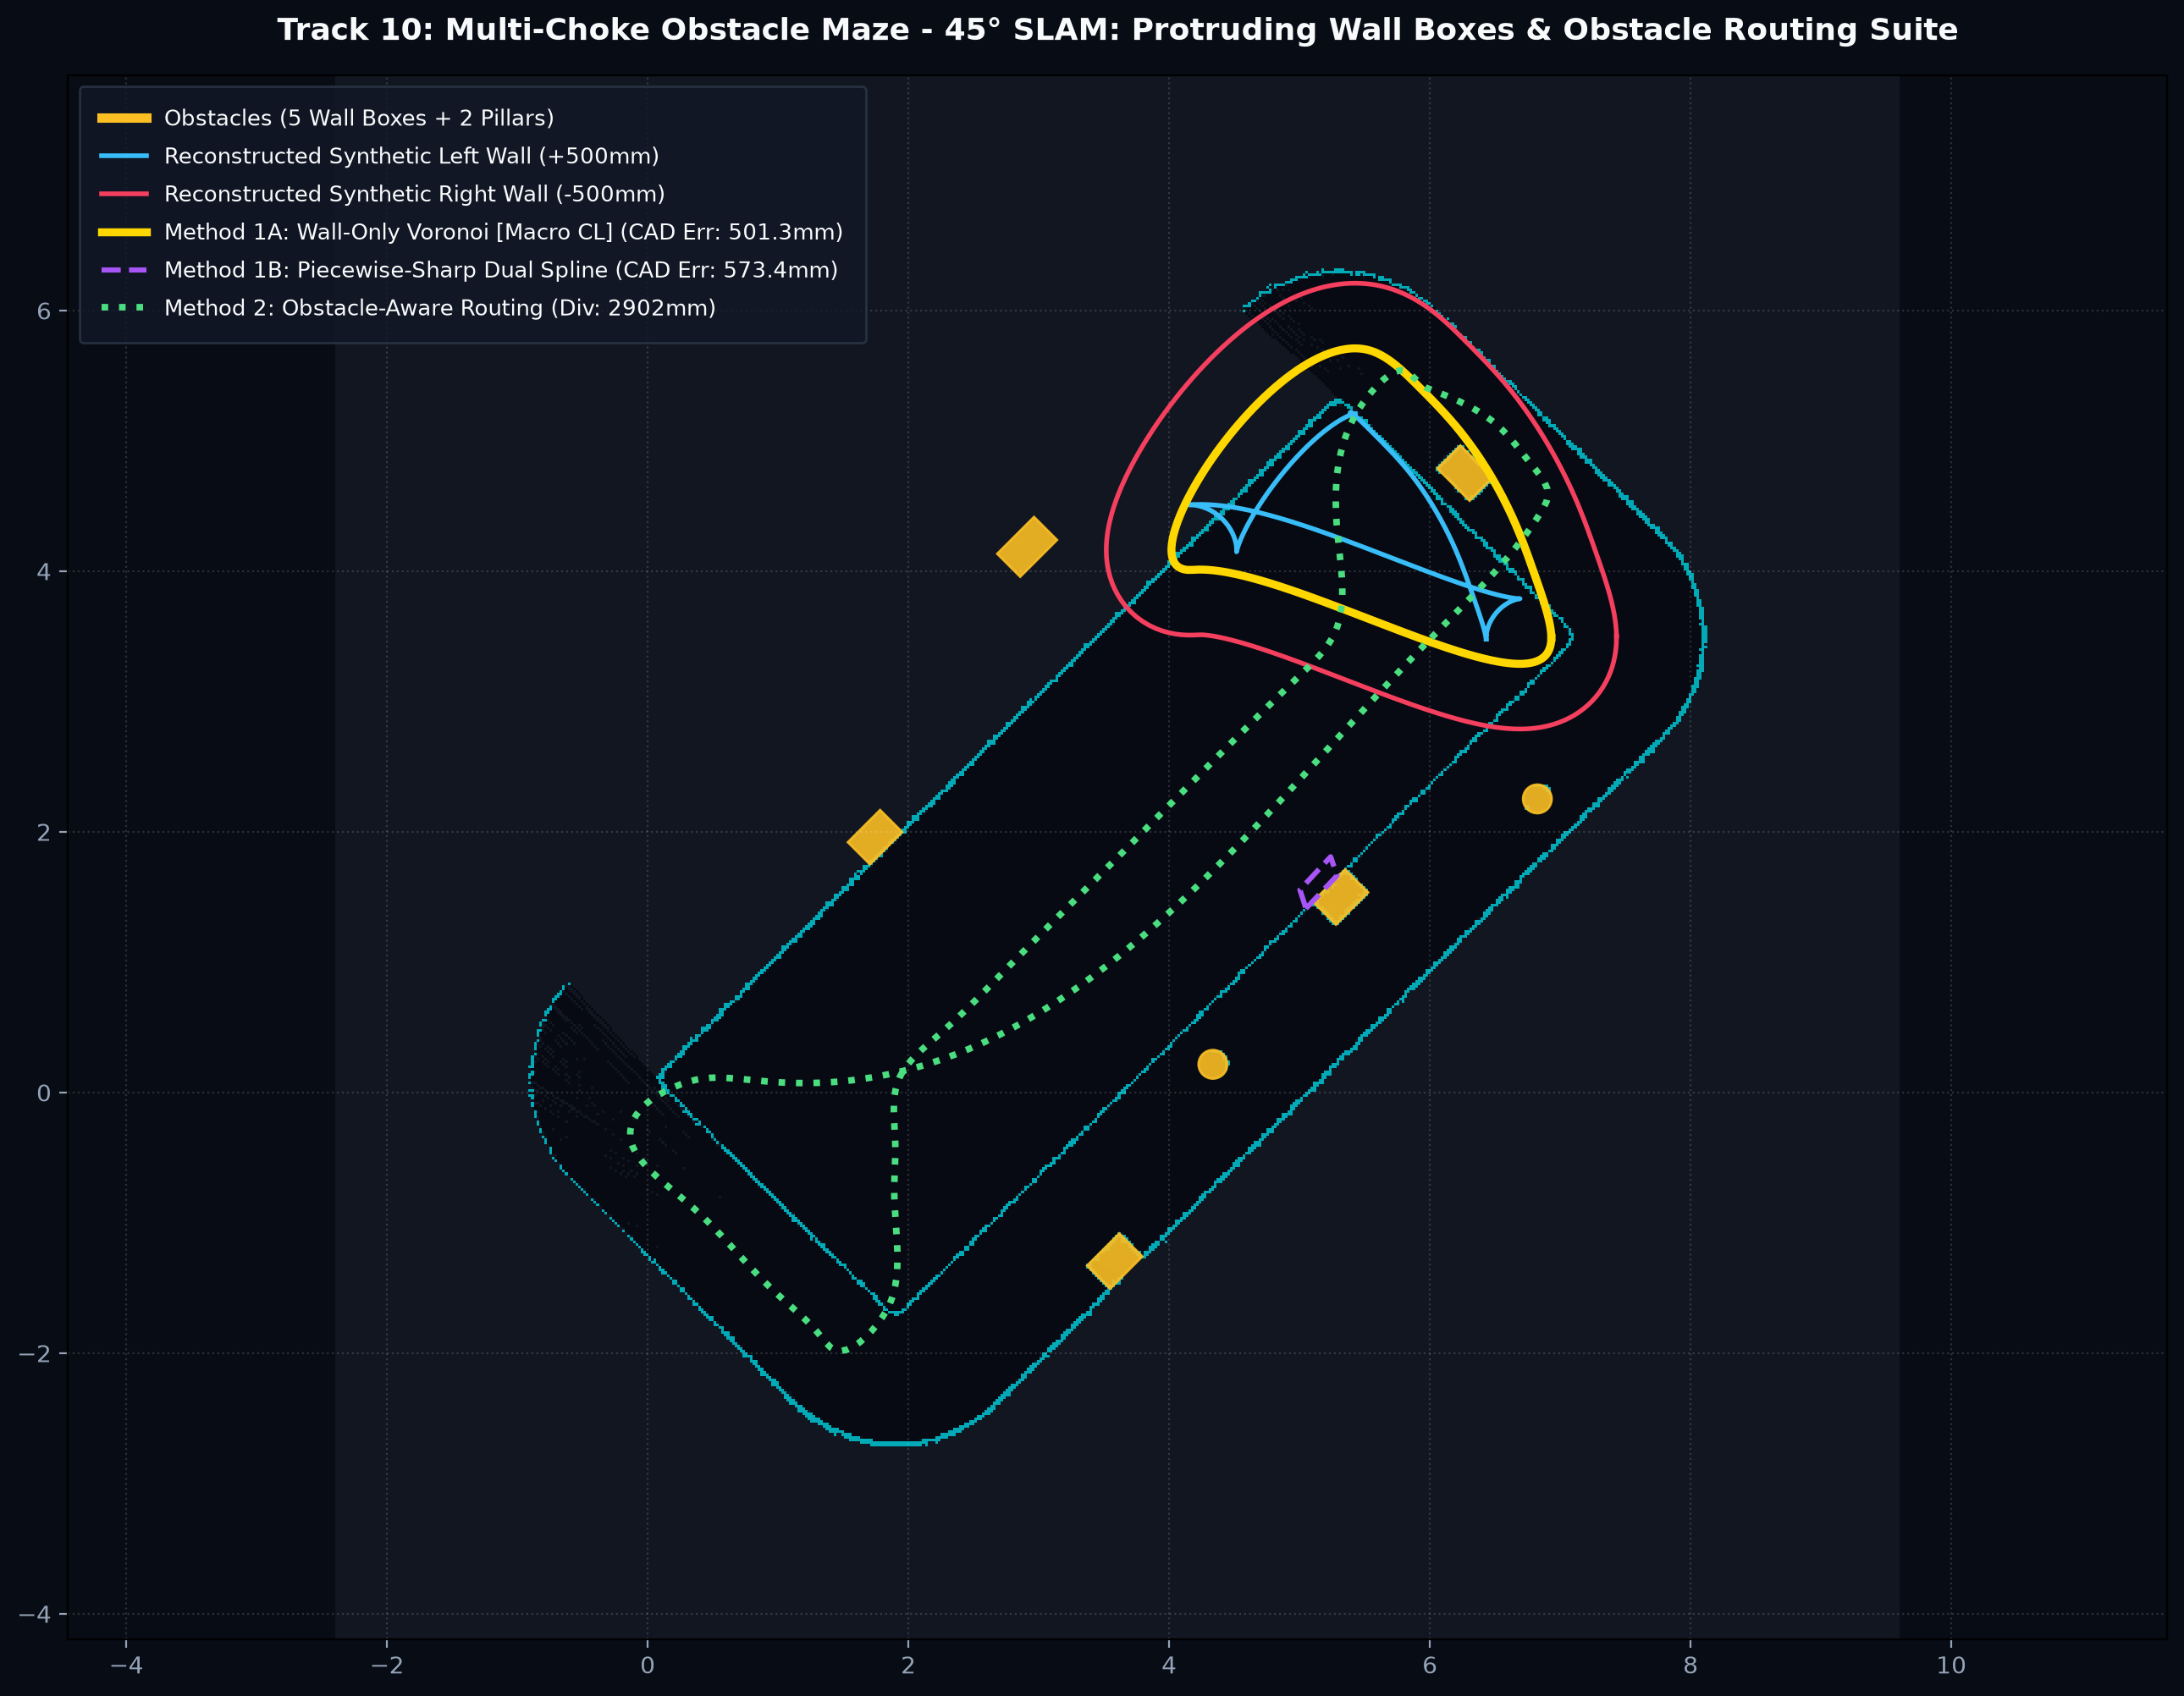 Track 10: Multi-Choke Obstacle Maze - 45° SLAM: Protruding Wall Boxes & Obstacle Routing Suite
Obstacles (5 Wall Boxes + 2 Pillars)
Reconstructed Synthetic Left Wall (+500mm)
Reconstructed Synthetic Right Wall (-500mm)
Method 1A: Wall-Only Voronoi [Macro CL] (CAD Err: 501.3mm)
Method 1B: Piecewise-Sharp Dual Spline (CAD Err: 573.4mm)
Method 2: Obstacle-Aware Routing (Div: 2902mm)
6
4
2
0
−2
−4
−4 −2 0 2 4 6 8 10